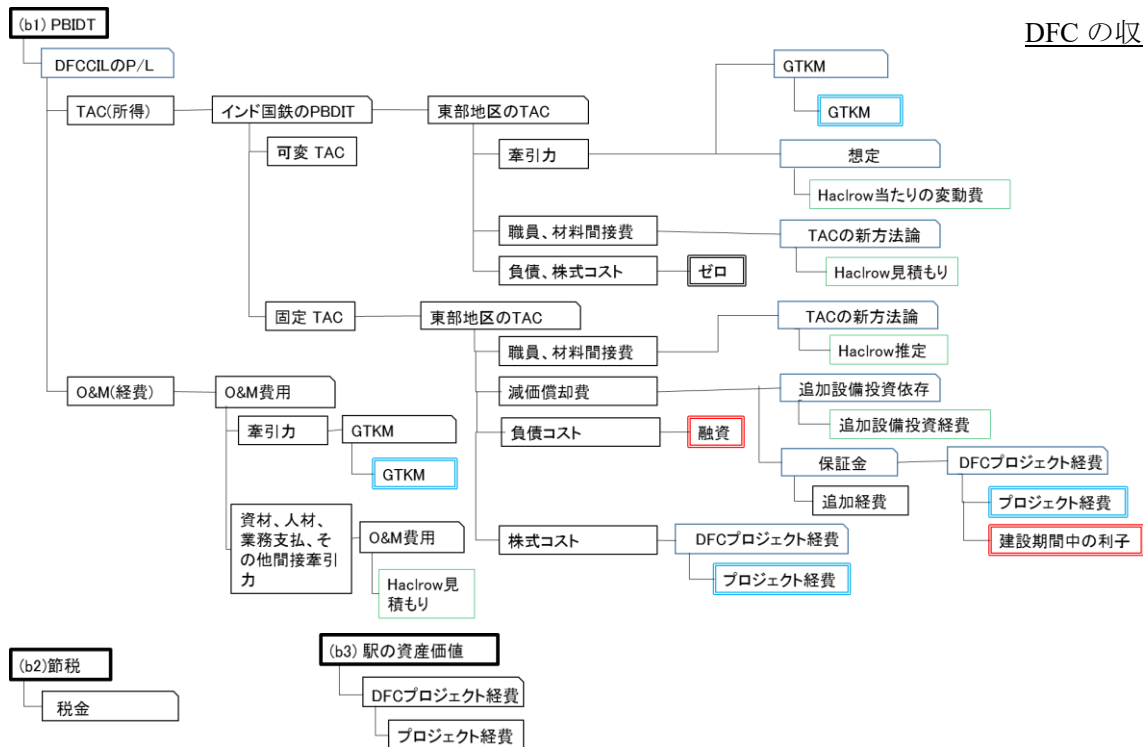 (b1) PBIDT
DFC の収
DFCCILのP/L
GTKM
TAC(所得)
インド国鉄のPBDIT
東部地区のTAC
GTKM
可変 TAC
牽引力
想定
Haclrow当たりの変動費
職員、材料間接費
TACの新方法論
負債、株式コスト
ゼロ
Haclrow見積もり
固定 TAC
東部地区のTAC
TACの新方法論
職員、材料間接費
Haclrow推定
O&M(経費)
O&M費用
減価償却費
追加設備投資依存
牽引力
GTKM
負債コスト
融資
追加設備投資経費
GTKM
保証金
DFCプロジェクト経費
追加経費
プロジェクト経費
資材、人材、
業務支払、そ
の他間接牽引
力
O&M費用
株式コスト
DFCプロジェクト経費
建設期間中の利子
Haclrow見
積もり
プロジェクト経費
(b2)節税
(b3) 駅の資産価値
税金
DFCプロジェクト経費
プロジェクト経費